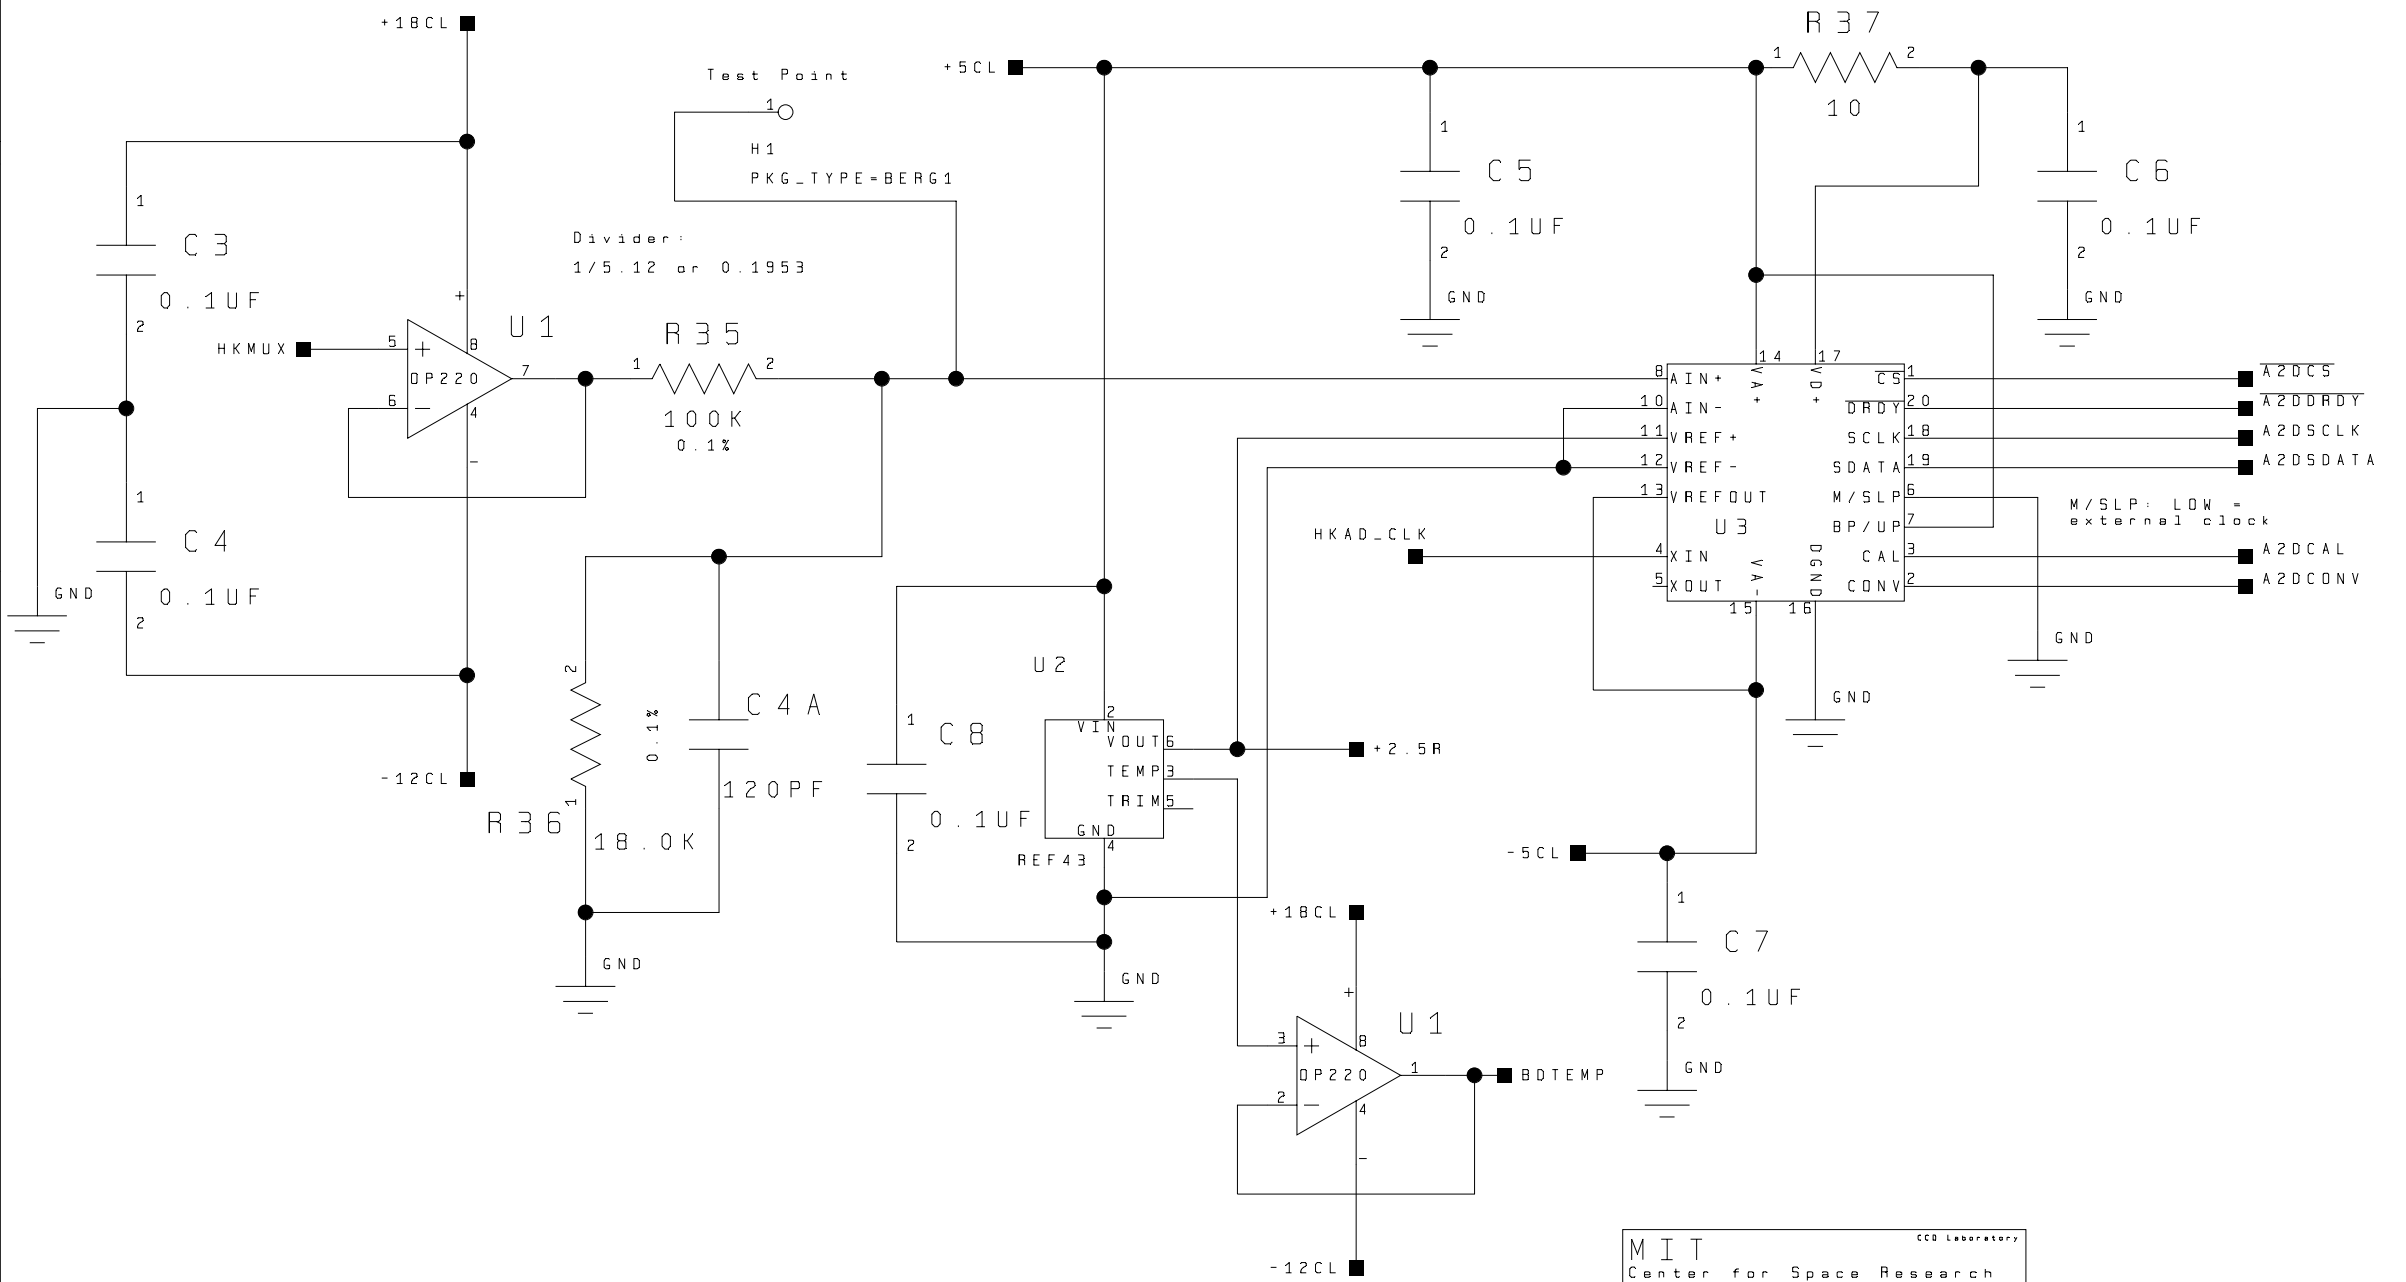 +18CL
Test Point
1
H1
PKG_TYPE=BERG1
+5CL
R37
1
2
10
1
C5
0.1UF
2
GND
1
C6
0.1UF
2
GND
1
C3
0.1UF
2
Divider:
1/5.12 or 0.1953
+
HKMUX
5
+
8
U1
OP220
7
6
-
4
-
1
R35
2
100K
0.1%
1
C4
0.1UF
2
GND
-12CL
14
17
VA+
VD+
8
AIN+
10
AIN-
11
VREF+
12
VREF-
13
VREFOUT
U3
4
XIN
5
XOUT
VA-
DGND
15
16
CS
1
DRDY
20
SCLK
18
SDATA
19
M/SLP
6
BP/UP
7
CAL
3
CONV
2
A2DCS
A2DDRDY
A2DSCLK
A2DSDATA
M/SLP: LOW =
external clock
A2DCAL
A2DCONV
HKAD_CLK
GND
GND
2
0.1%
1
R36
18.0K
C4A
120PF
GND
1
C8
0.1UF
2
U2
2
VIN
VOUT
6
TEMP
3
TRIM
5
GND
4
REF43
+2.5R
GND
-5CL
1
C7
0.1UF
2
GND
+18CL
+
U1
3
+
8
OP220
1
BDTEMP
2
-
4
-
-12CL
MIT
CCD Laboratory
Center for Space Research